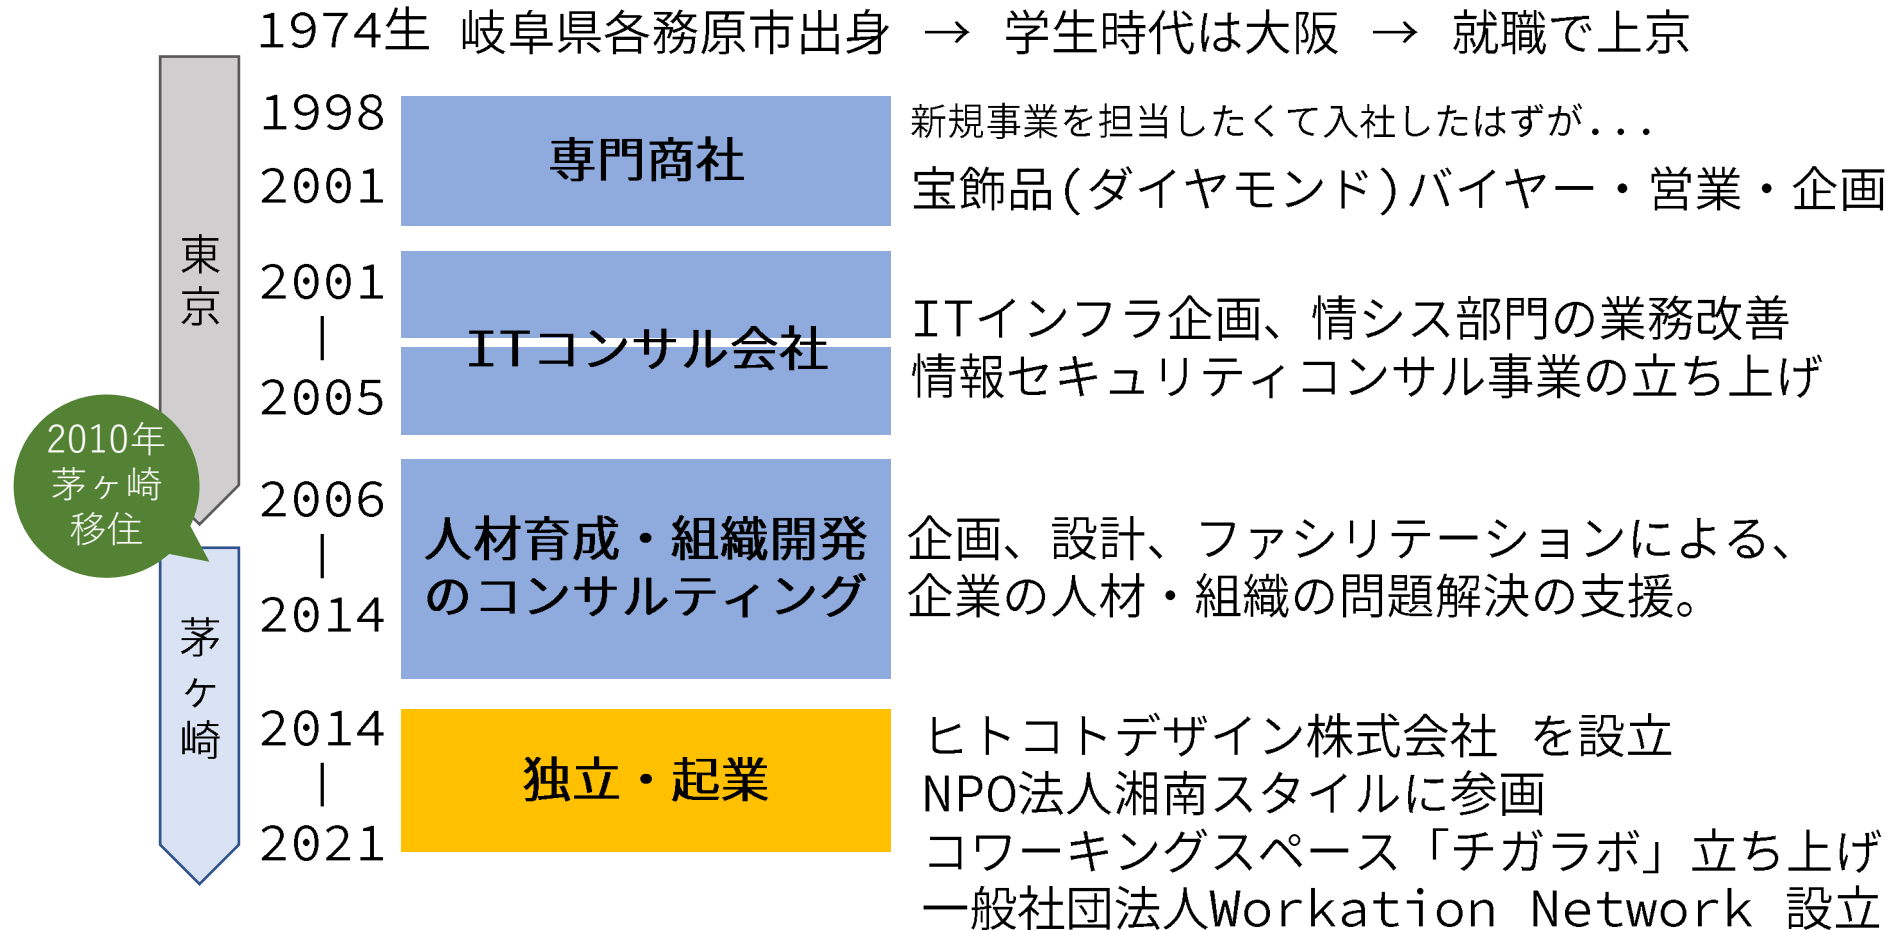 1974生 岐阜県各務原市出身 → 学生時代は大阪 → 就職で上京
東京
1998
2001
専門商社
新規事業を担当したくて入社したはずが...
宝飾品(ダイヤモンド)バイヤー・営業・企画
2001
|
2005
ITコンサル会社
ITインフラ企画、情シス部門の業務改善
情報セキュリティコンサル事業の立ち上げ
2010年
茅ヶ崎
移住
2006
|
2014
人材育成・組織開発
のコンサルティング
企画、設計、ファシリテーションによる、
企業の人材・組織の問題解決の支援。
茅ヶ崎
2014
|
2021
独立・起業
ヒトコトデザイン株式会社 を設立
NPO法人湘南スタイルに参画
コワーキングスペース「チガラボ」立ち上げ
一般社団法人Workation Network 設立